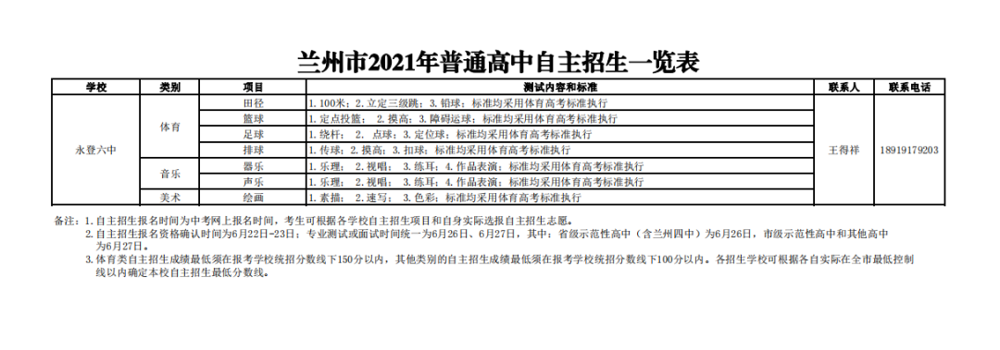 兰州市2021年普通高中自主招生一览表
学校 类别 项目 测试内容和标准 联系人 联系电话
永登六中 体育 田径 1.100米；2.立定三级跳；3.铅球；标准均采用体育高考标准执行 王得祥 18919179203
篮球 1.定点投篮； 2.摸高；3.障碍运球；标准均采用体育高考标准执行
足球 1.绕杆； 2. 点球；3.定位球；标准均采用体育高考标准执行
排球 1.传球；2.摸高；3.扣球；标准均采用体育高考标准执行
音乐 器乐 1.乐理； 2.视唱； 3.练耳；4.作品表演；标准均采用体育高考标准执行
声乐 1.乐理； 2.视唱； 3.练耳；4.作品表演；标准均采用体育高考标准执行
美术 绘画 1.素描； 2.速写； 3.色彩；标准均采用体育高考标准执行
备注：1.自主招生报名时间为中考网上报名时间，考生可根据各学校自主招生项目和自身实际选报自主招生志愿。
2.自主招生报名资格确认时间为6月22日-23日；专业测试或面试时间统一为6月26日、6月27日，其中：省级示范性高中（含兰州四中）为6月26日，市级示范性高中和其他高中
为6月27日。
3.体育类自主招生成绩最低须在报考学校统招分数线下150分以内，其他类别的自主招生成绩最低须在报考学校统招分数线下100分以内。各招生学校可根据各自实际在全市最低控制
线以内确定本校自主招生最低分数线。